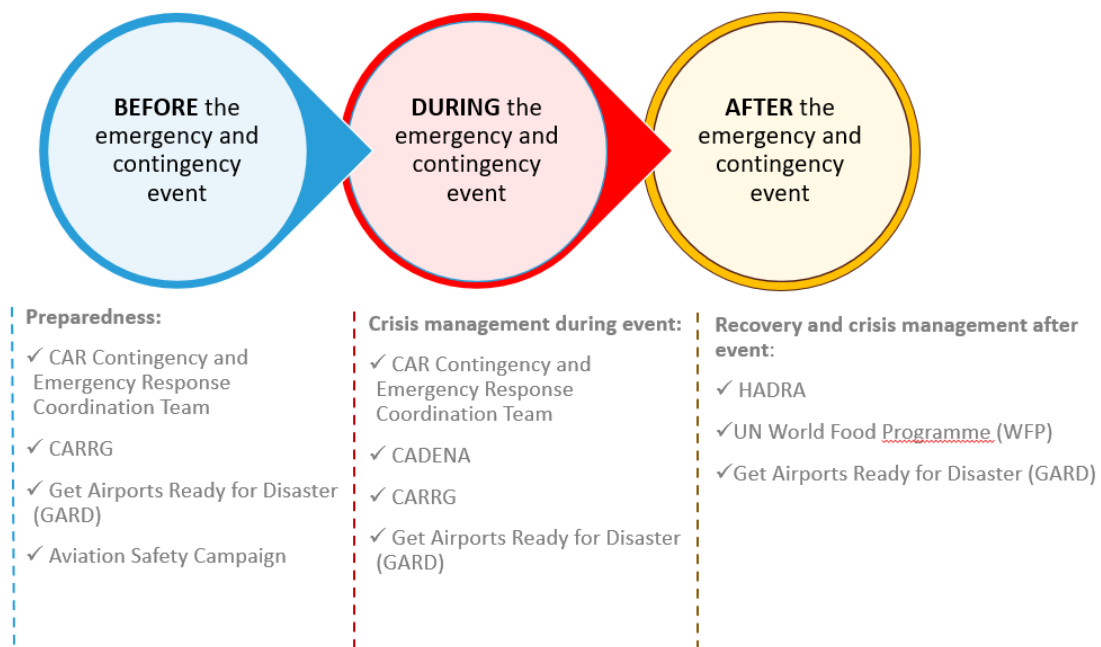 BEFORE the
emergency and
contingency
event
DURING the
emergency and
contingency
event
AFTER the
emergency and
contingency
event
Preparedness:
✓ CAR Contingency and
Emergency Response
Coordination Team
✓ CARRG
✓ Get Airports Ready for Disaster
(GARD)
✓ Aviation Safety Campaign
Crisis management during event:
✓ CAR Contingency and
Emergency Response
Coordination Team
✓ CADENA
✓ CARRG
✓ Get Airports Ready for Disaster
(GARD)
Recovery and crisis management after
event:
✓ HADRA
✓UN World Food Programme (WFP)
✓Get Airports Ready for Disaster (GARD)